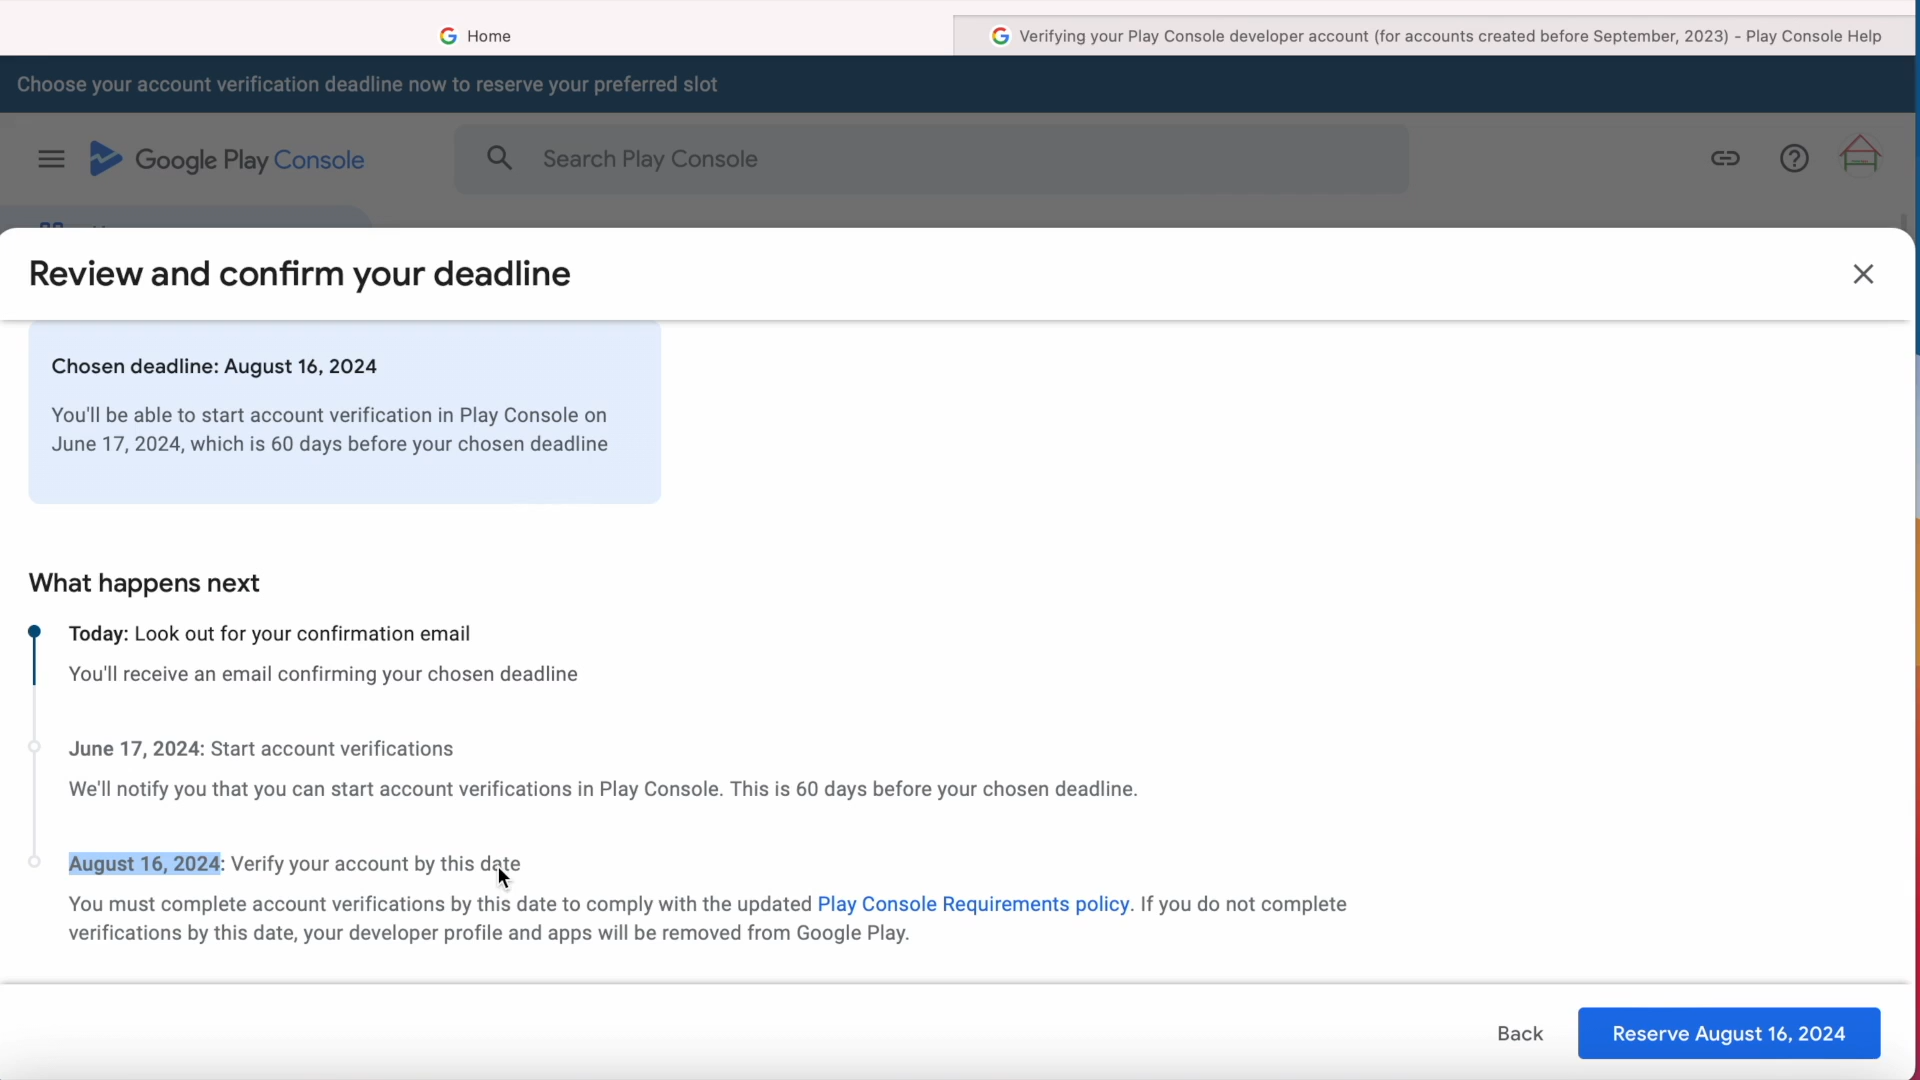 Home
Verifying your Play Console developer account (for accounts created before September, 2023) - Play Console Help
Choose your account verification deadline now to reserve your preferred slot
Google Play Console
Search Play Console
Review and confirm your deadline
Chosen deadline: August 16, 2024
You'll be able to start account verification in Play Console on
June 17, 2024, which is 60 days before your chosen deadline
What happens next
Today: Look out for your confirmation email
You'll receive an email confirming your chosen deadline
June 17, 2024: Start account verifications
We'll notify you that you can start account verifications in Play Console. This is 60 days before your chosen deadline.
August 16, 2024: Verify your account by this date
You must complete account verifications by this date to comply with the updated Play Console Requirements policy. If you do not complete
verifications by this date, your developer profile and apps will be removed from Google Play.
Back
Reserve August 16, 2024